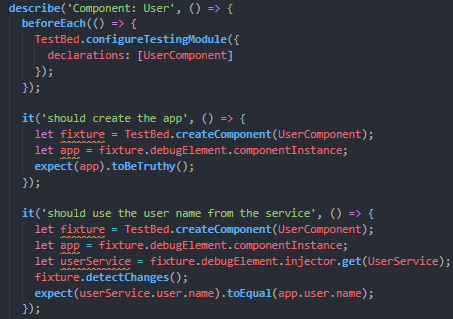 describe('Component: User', () => {
  beforeEach(() => {
    TestBed.configureTestingModule({
      declarations: [UserComponent]
    });
  });

  it('should create the app', () => {
    let fixture = TestBed.createComponent(UserComponent);
    let app = fixture.debugElement.componentInstance;
    expect(app).toBeTruthy();
  });

  it('should use the user name from the service', () => {
    let fixture = TestBed.createComponent(UserComponent);
    let app = fixture.debugElement.componentInstance;
    let userService = fixture.debugElement.injector.get(UserService);
    fixture.detectChanges();
    expect(userService.user.name).toEqual(app.user.name);
  });